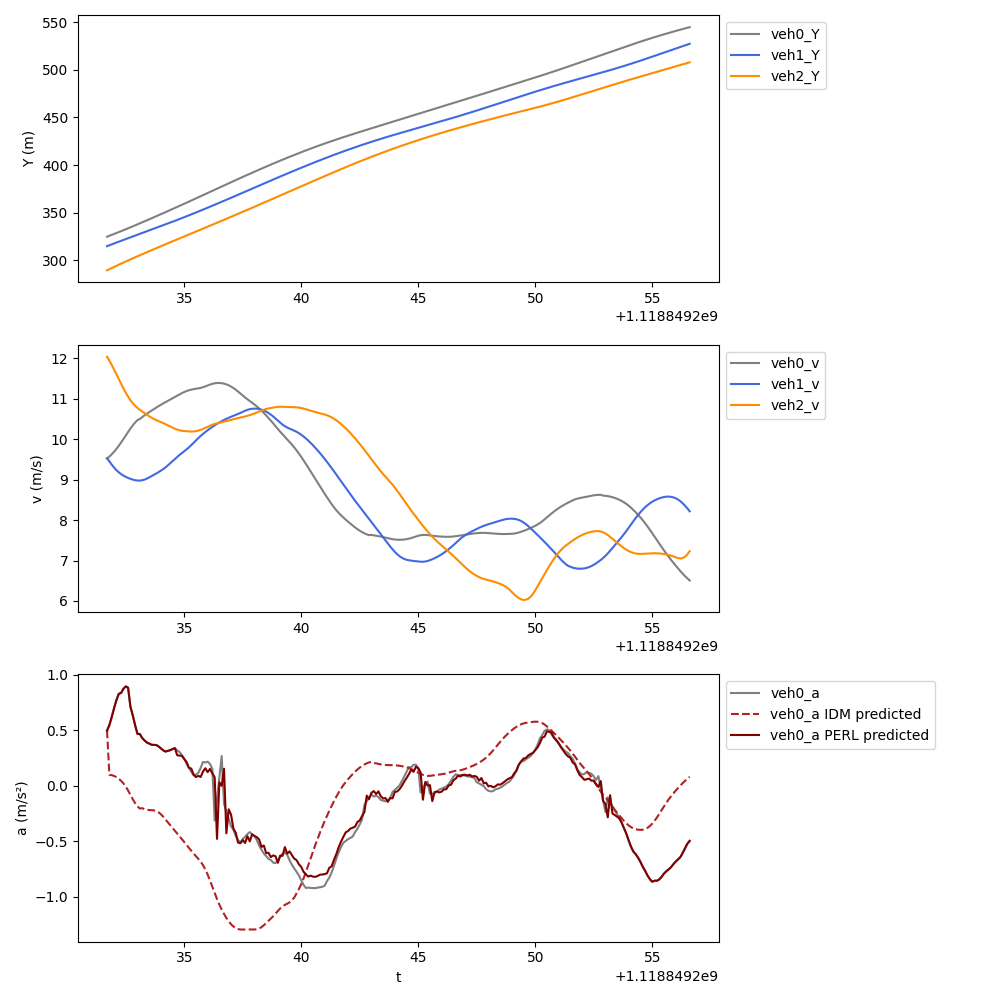 550
500
450
400
350
300
Y (m)
35 40 45 50 55
+1.1188492e9
veh0_Y
veh1_Y
veh2_Y
12
11
10
9
8
7
6
v (m/s)
35 40 45 50 55
+1.1188492e9
veh0_v
veh1_v
veh2_v
1.0
0.5
0.0
−0.5
−1.0
a (m/s²)
35 40 45 50 55
t
+1.1188492e9
veh0_a
veh0_a IDM predicted
veh0_a PERL predicted